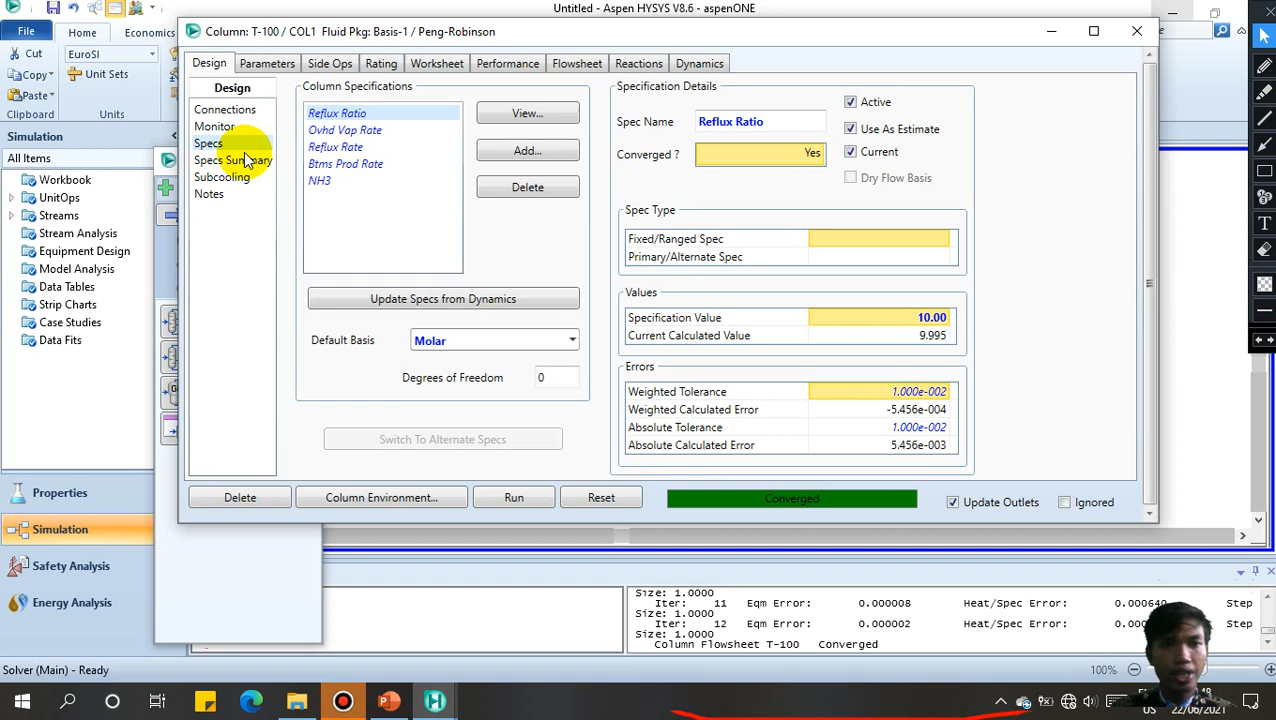 Untitled - Aspen HYSYS V8.6 - aspenONE
File
Home
Economics
Cut
Copy
Paste
Clipboard
EuroSI
Unit Sets
Units
Simulation
All Items
Workbook
UnitOps
Streams
Stream Analysis
Equipment Design
Model Analysis
Data Tables
Strip Charts
Case Studies
Data Fits
Properties
Simulation
Safety Analysis
Energy Analysis
Column: T-100 / COL1 Fluid Pkg: Basis-1 / Peng-Robinson
Design
Parameters
Side Ops
Rating
Worksheet
Performance
Flowsheet
Reactions
Dynamics
Design
Connections
Monitor
Specs
Specs Summary
Subcooling
Notes
Column Specifications
Reflux Ratio
Ovhd Vap Rate
Reflux Rate
Btms Prod Rate
NH3
View...
Add...
Delete
Update Specs from Dynamics
Default Basis Molar
Degrees of Freedom 0
Switch To Alternate Specs
Specification Details
Active
Spec Name Reflux Ratio
Use As Estimate
Converged ? Yes
Current
Dry Flow Basis
Spec Type
Fixed/Ranged Spec
Primary/Alternate Spec
Values
Specification Value 10.00
Current Calculated Value 9.995
Errors
Weighted Tolerance 1.000e-002
Weighted Calculated Error -5.456e-004
Absolute Tolerance 1.000e-002
Absolute Calculated Error 5.456e-003
Delete
Column Environment...
Run
Reset
Converged
Update Outlets
Ignored
Size: 1.0000
Iter: 11 Eqm Error: 0.000008 Heat/Spec Error: 0.000640 Step
Size: 1.0000
Iter: 12 Eqm Error: 0.000002 Heat/Spec Error: Step
Size: 1.0000
Column Flowsheet T-100 Converged
Solver (Main) - Ready
100%
22/06/2021